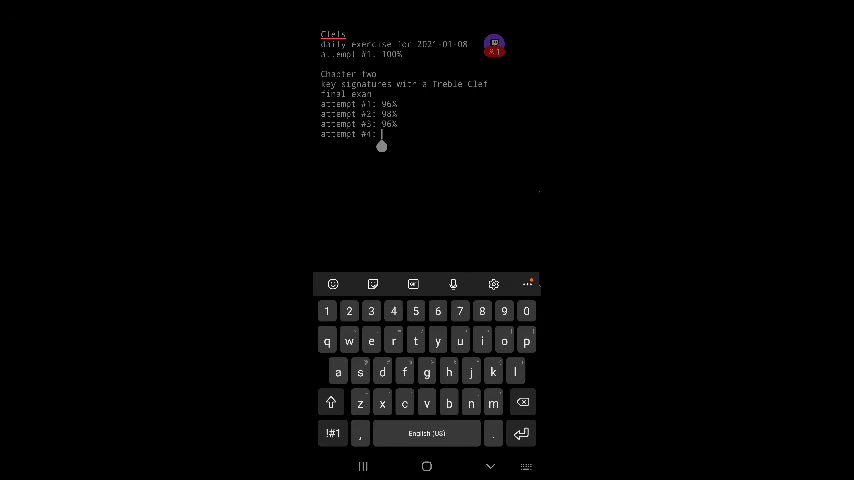 Clefs
daily exercise for 2021-01-08
attempt #1: 100%
Chapter two
key signatures with a Treble Clef
final exam
attempt #1: 96%
attempt #2: 98%
attempt #3: 96%
attempt #4:
GIF
1 2 3 4 5 6 7 8 9 0
q w e r t y u i o p
a s d f g h j k l
z x c v b n m
!#1 , English (US) .